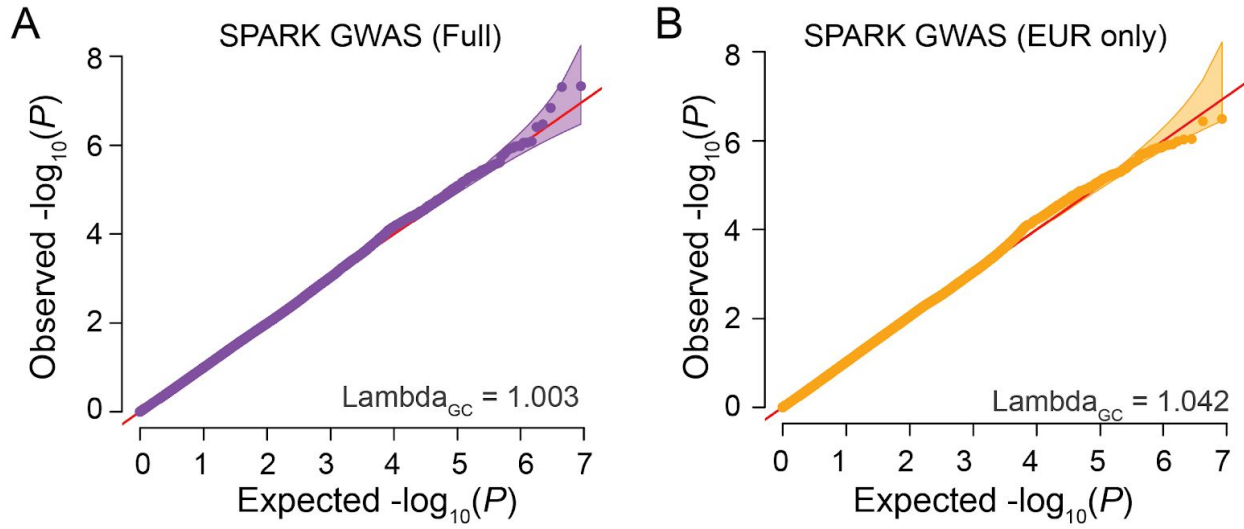 A
SPARK GWAS (Full)
Observed -log10(P)
8
6
4
2
0
Lambda_GC = 1.003
0 1 2 3 4 5 6 7
Expected -log10(P)
B
SPARK GWAS (EUR only)
Observed -log10(P)
8
6
4
2
0
Lambda_GC = 1.042
0 1 2 3 4 5 6 7
Expected -log10(P)